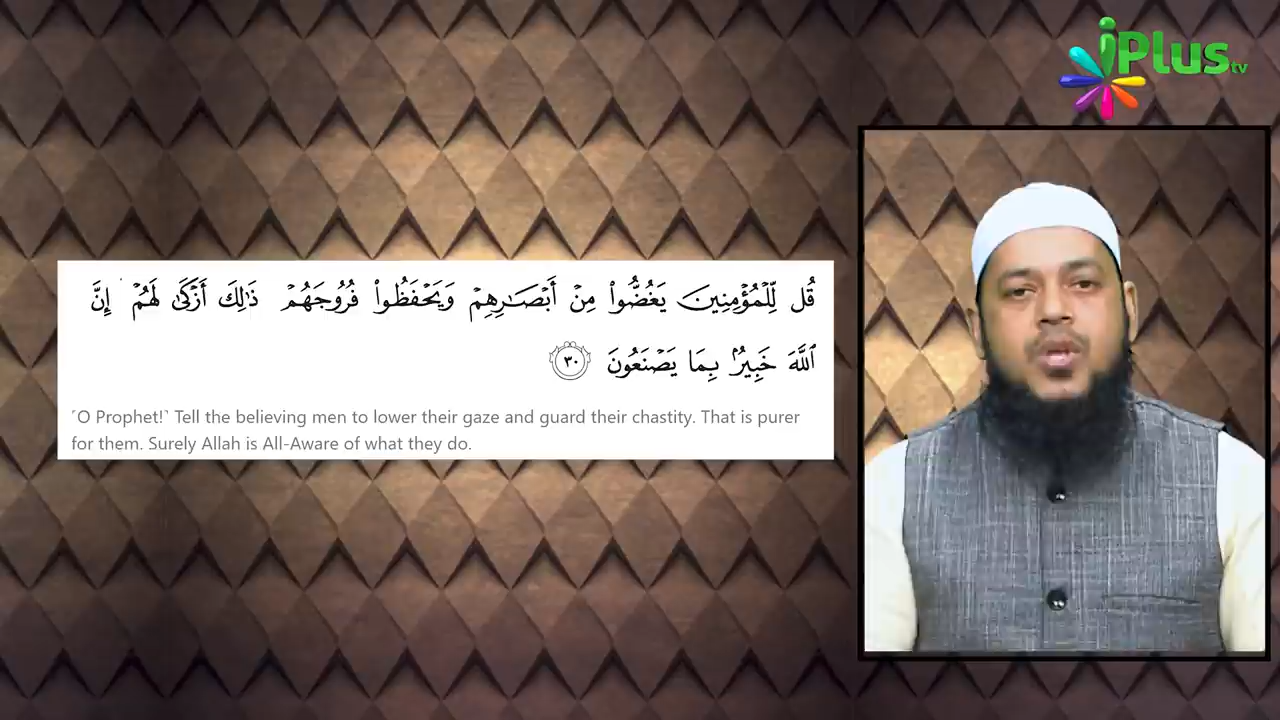 iPlus tv
قُل لِّلْمُؤْمِنِينَ يَغُضُّوا۟ مِنْ أَبْصَـٰرِهِمْ وَيَحْفَظُوا۟ فُرُوجَهُمْ ۚ ذَٰلِكَ أَزْكَىٰ لَهُمْ ۗ إِنَّ
ٱللَّهَ خَبِيرٌۢ بِمَا يَصْنَعُونَ ٣٠
˹O Prophet!˺ Tell the believing men to lower their gaze and guard their chastity. That is purer
for them. Surely Allah is All-Aware of what they do.